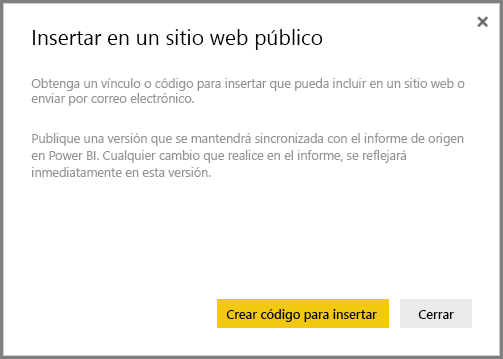 Insertar en un sitio web público
Obtenga un vínculo o código para insertar que pueda incluir en un sitio web o
enviar por correo electrónico.
Publique una versión que se mantendrá sincronizada con el informe de origen
en Power BI. Cualquier cambio que realice en el informe, se reflejará
inmediatamente en esta versión.
Crear código para insertar
Cerrar